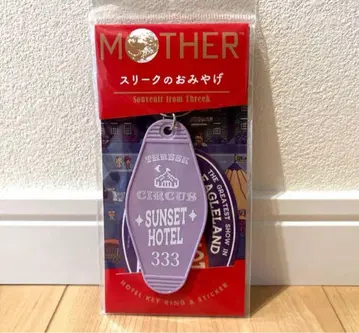 MOTHER
スリークのおみやげ
Souvenir from Threek
THREEK
CIRCUS
SUNSET
HOTEL
333
THE GREATEST SHOW IN
EAGLELAND
HOTEL KEY RING & STICKER